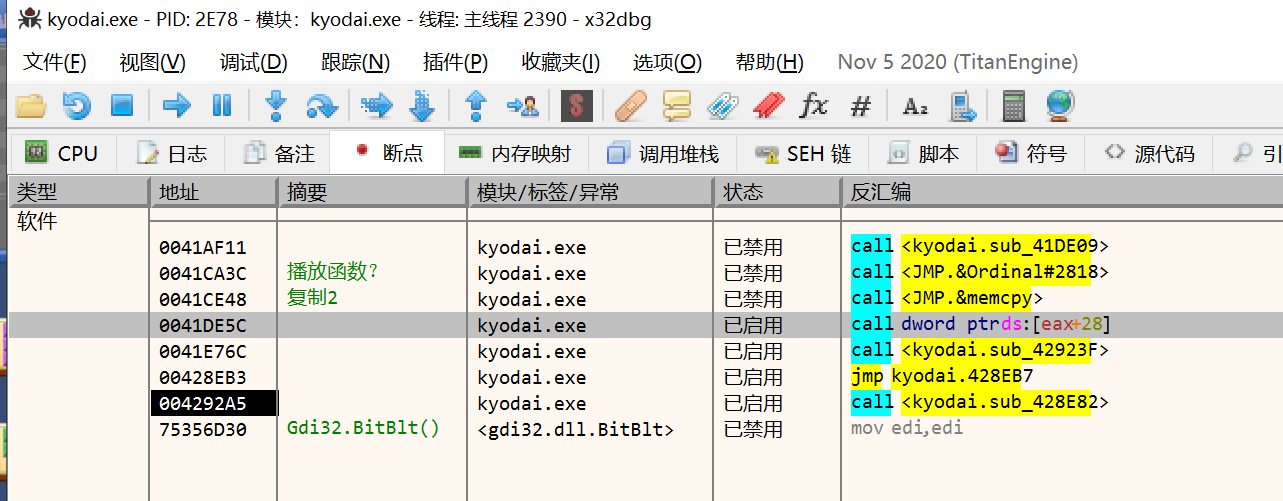 kyodai.exe - PID: 2E78 - 模块: kyodai.exe - 线程: 主线程 2390 - x32dbg
文件(F) 视图(V) 调试(D) 跟踪(N) 插件(P) 收藏夹(I) 选项(O) 帮助(H) Nov 5 2020 (TitanEngine)
CPU 日志 备注 断点 内存映射 调用堆栈 SEH 链 脚本 符号 源代码 引
类型 地址 摘要 模块/标签/异常 状态 反汇编
软件
0041AF11 kyodai.exe 已禁用 call <kyodai.sub_41DE09>
0041CA3C 播放函数? kyodai.exe 已禁用 call <JMP.&Ordinal#2818>
0041CE48 复制2 kyodai.exe 已禁用 call <JMP.&memcpy>
0041DE5C kyodai.exe 已启用 call dword ptr ds:[eax+28]
0041E76C kyodai.exe 已启用 call <kyodai.sub_42923F>
00428EB3 kyodai.exe 已启用 jmp kyodai.428EB7
004292A5 kyodai.exe 已启用 call <kyodai.sub_428E82>
75356D30 Gdi32.BitBlt() <gdi32.dll.BitBlt> 已禁用 mov edi,edi